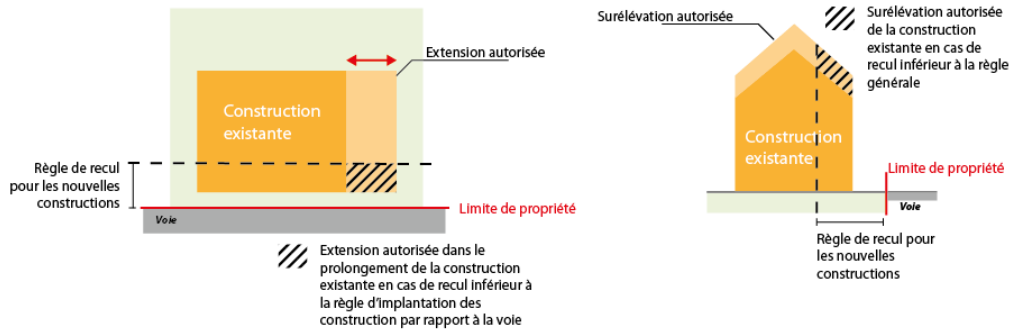 Extension autorisée
Construction
existante
Règle de recul
pour les nouvelles
constructions
Limite de propriété
Voie
Extension autorisée dans le
prolongement de la construction
existante en cas de recul inférieur à
la règle d'implantation des
construction par rapport à la voie
Surélévation autorisée
Surélévation autorisée
de la construction
existante en cas de
recul inférieur à la règle
générale
Construction
existante
Limite de propriété
Voie
Règle de recul pour
les nouvelles
constructions